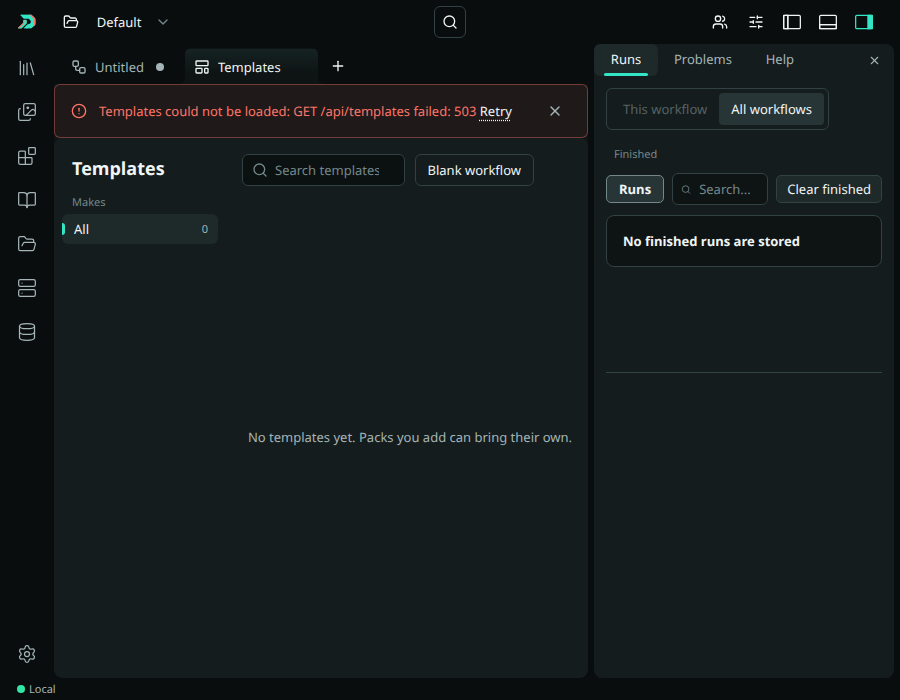 Default
Untitled
Templates
Runs
Problems
Help
Templates could not be loaded: GET /api/templates failed: 503 Retry
This workflow
All workflows
Templates
Search templates
Blank workflow
Finished
Makes
Runs
Search...
Clear finished
All
0
No finished runs are stored
No templates yet. Packs you add can bring their own.
Local